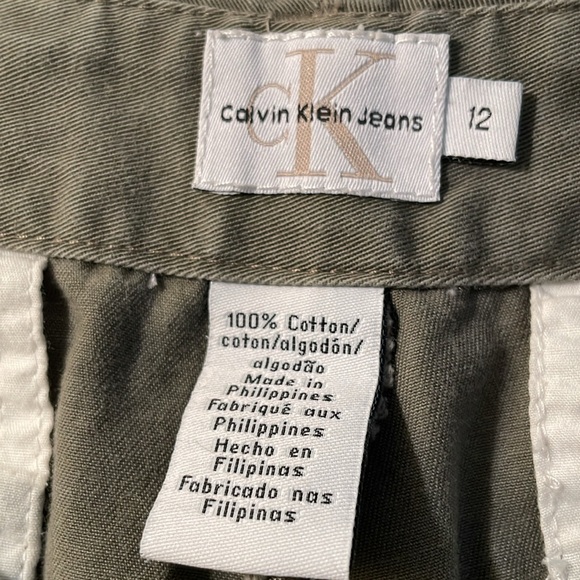 CK
Calvin Klein Jeans
12
100% Cotton/
coton/algodón/
algodão
Made in
Philippines
Fabriqué aux
Philippines
Hecho en
Filipinas
Fabricado nas
Filipinas